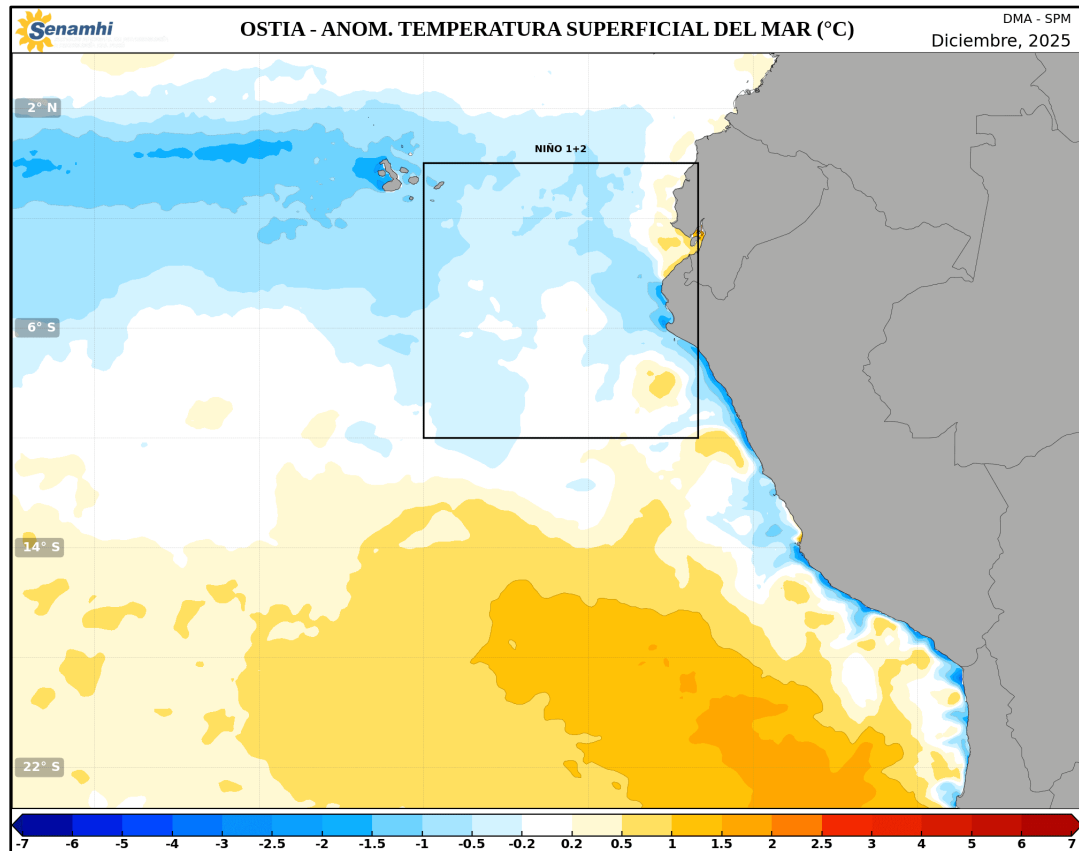 Senamhi
OSTIA - ANOM. TEMPERATURA SUPERFICIAL DEL MAR (°C)
DMA - SPM
Diciembre, 2025
2° N
NIÑO 1+2
6° S
14° S
22° S
-7 -6 -5 -4 -3 -2.5 -2 -1.5 -1 -0.5 -0.2 0.2 0.5 1 1.5 2 2.5 3 4 5 6 7